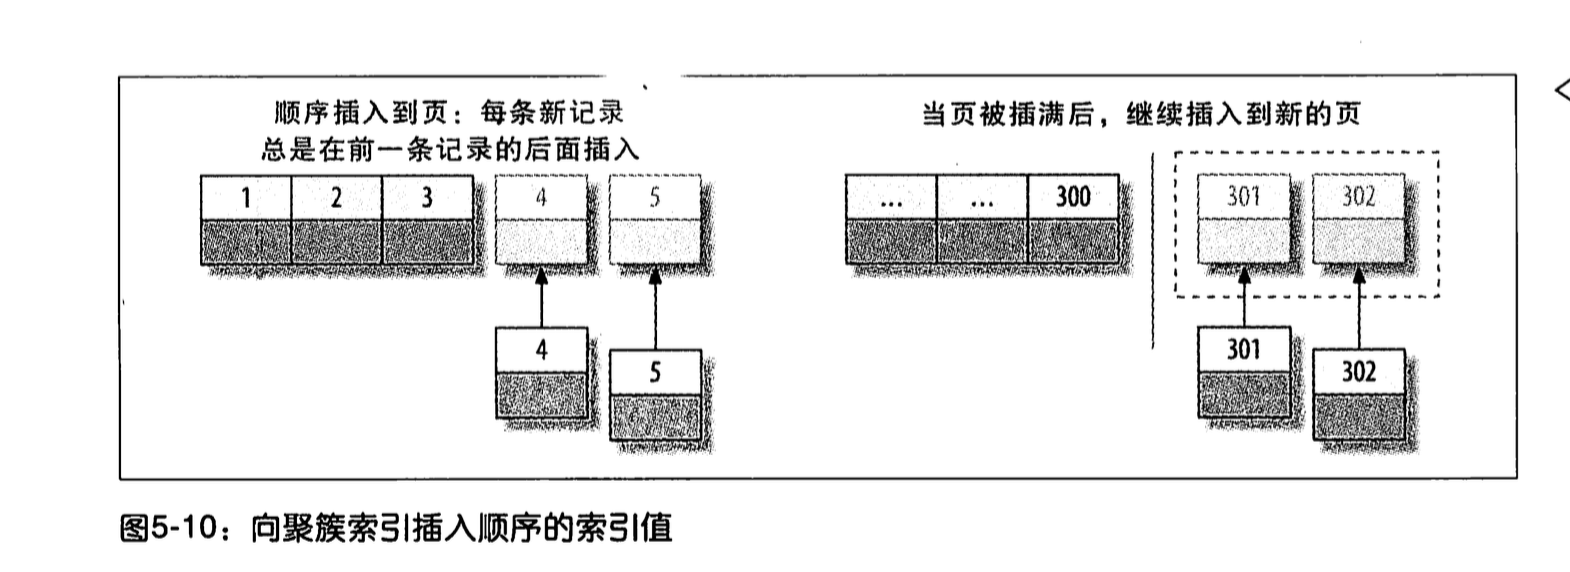 顺序插入到页：每条新记录
总是在前一条记录的后面插入
1 2 3 4 5
4
5
当页被插满后，继续插入到新的页
... ... 300 301 302
301
302
图5-10：向聚簇索引插入顺序的索引值